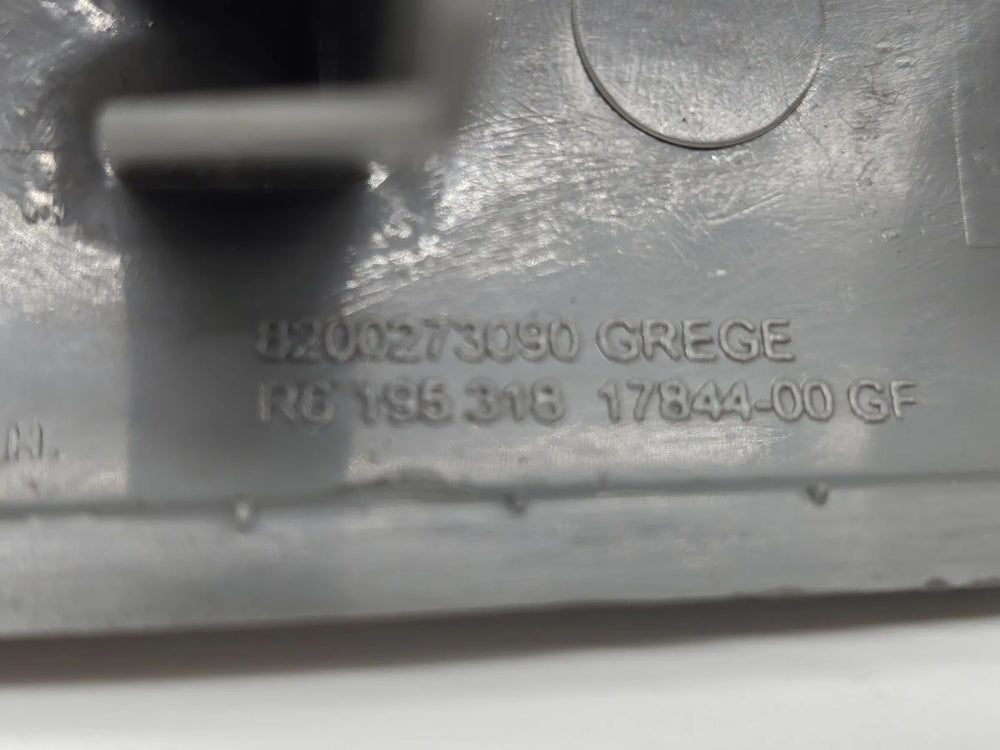 8200273090 GREGE
R6 195.318 17844-00 GF
.H.